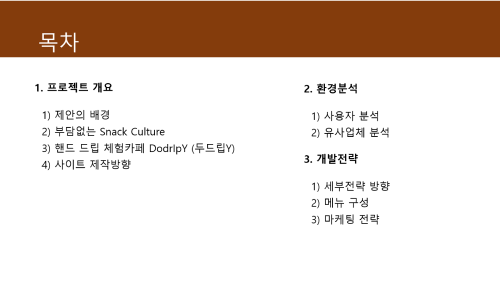 목차
1. 프로젝트 개요
1) 제안의 배경
2) 부담없는 Snack Culture
3) 핸드 드립 체험카페 DodrIpY (두드립Y)
4) 사이트 제작방향
2. 환경분석
1) 사용자 분석
2) 유사업체 분석
3. 개발전략
1) 세부전략 방향
2) 메뉴 구성
3) 마케팅 전략